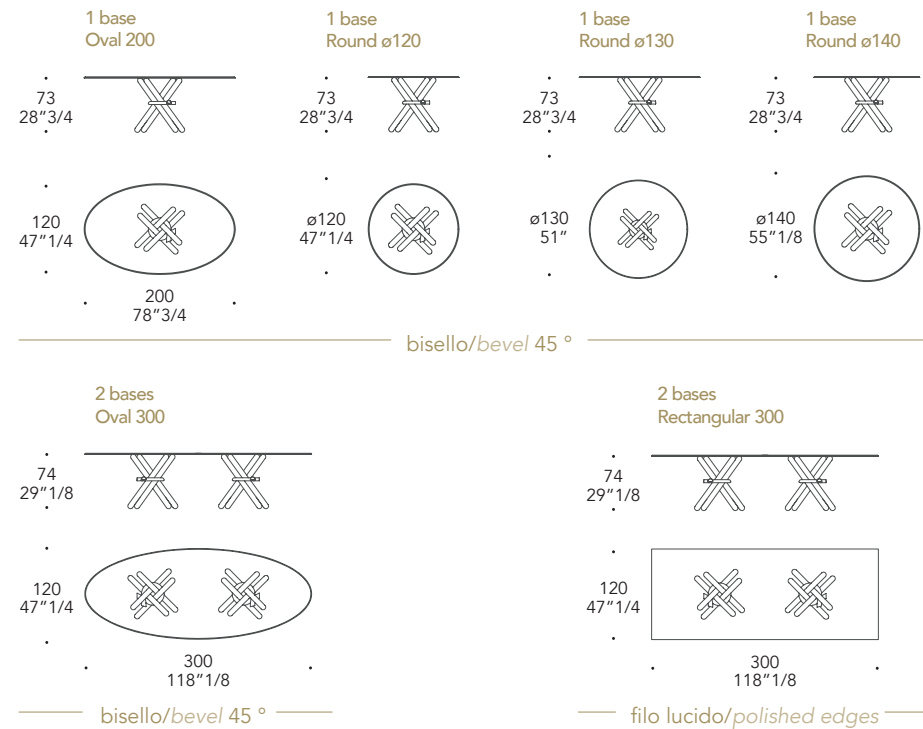 1 base
Oval 200
73
28”3/4
120
47”1/4
200
78”3/4
1 base
Round ø120
73
28”3/4
ø120
47”1/4
1 base
Round ø130
73
28”3/4
ø130
51”
1 base
Round ø140
73
28”3/4
ø140
55”1/8
bisello/bevel 45 °
2 bases
Oval 300
74
29”1/8
120
47”1/4
300
118”1/8
bisello/bevel 45 °
2 bases
Rectangular 300
74
29”1/8
120
47”1/4
300
118”1/8
filo lucido/polished edges